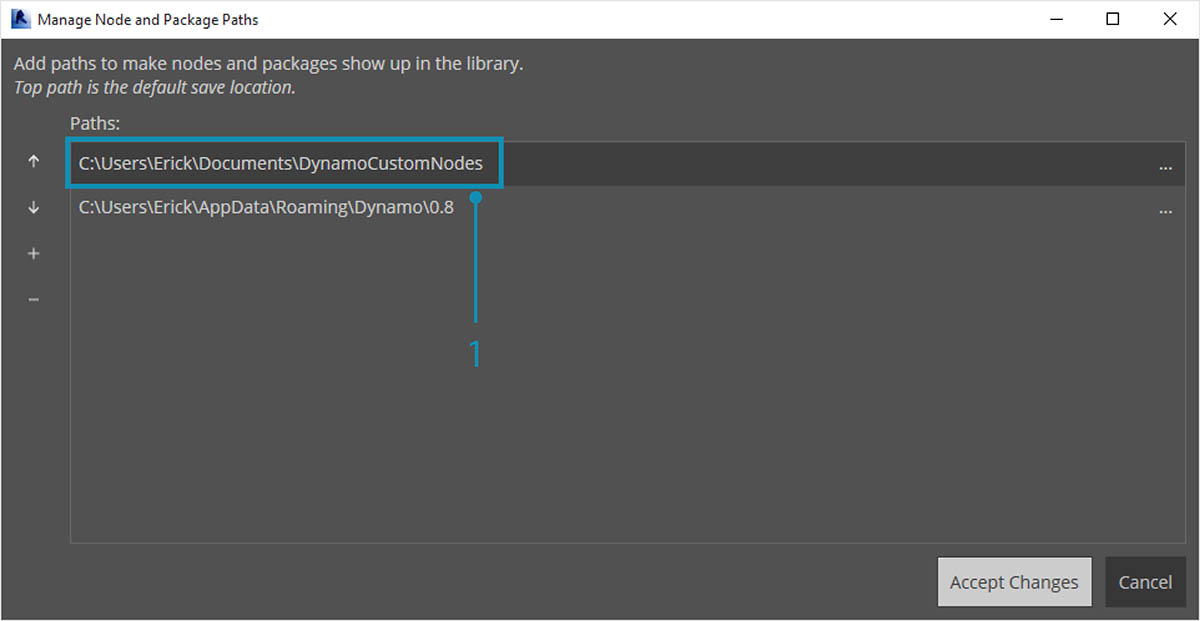 Manage Node and Package Paths
Add paths to make nodes and packages show up in the library.
Top path is the default save location.
Paths:
C:\Users\Erick\Documents\DynamoCustomNodes
...
C:\Users\Erick\AppData\Roaming\Dynamo\0.8
...
1
Accept Changes
Cancel